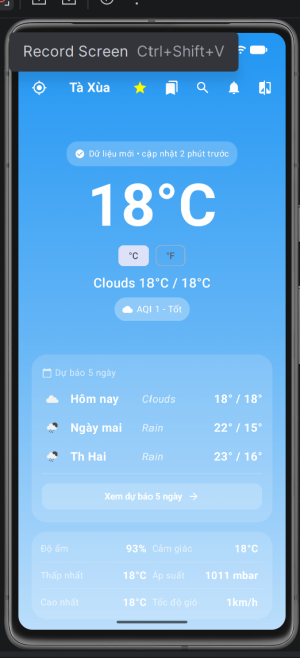 Record Screen Ctrl+Shift+V
Tà Xùa
Dữ liệu mới • cập nhật 2 phút trước
18°C
°C °F
Clouds 18°C / 18°C
AQI 1 - Tốt
Dự báo 5 ngày
Hôm nay Clouds 18° / 18°
Ngày mai Rain 22° / 15°
Th Hai Rain 23° / 16°
Xem dự báo 5 ngày →
Độ ẩm 93% Cảm giác 18°C
Thấp nhất 18°C Áp suất 1011 mbar
Cao nhất 18°C Tốc độ gió 1km/h